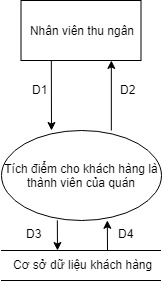 Nhân viên thu ngân
D1
D2
Tích điểm cho khách hàng là
thành viên của quán
D3
D4
Cơ sở dữ liệu khách hàng